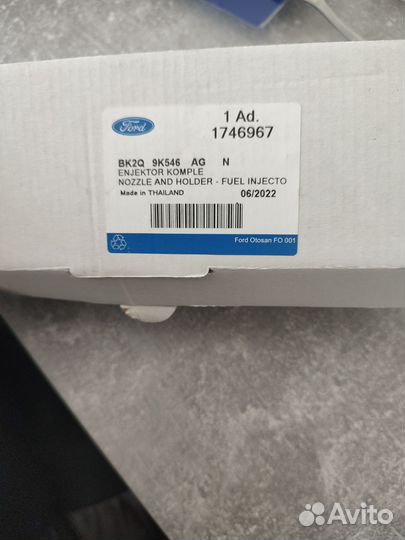 Ford
1 Ad.
1746967
BK2Q 9K546 AG N
ENJEKTOR KOMPLE
NOZZLE AND HOLDER - FUEL INJECTO
Made in THAILAND 06/2022
Ford Otosan FO 001
Avito